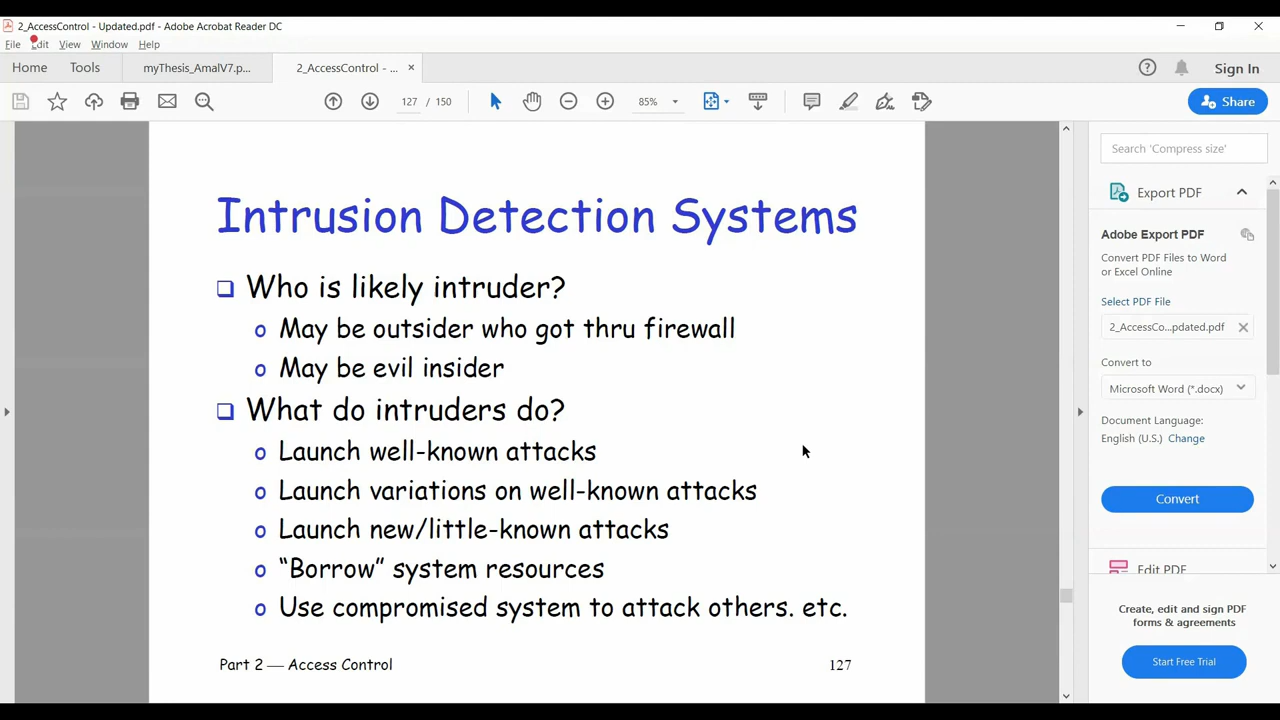 2_AccessControl - Updated.pdf - Adobe Acrobat Reader DC
File Edit View Window Help
Home Tools myThesis_AmalV7.p... 2_AccessControl - ... × Sign In
127 / 150 85% Share
Intrusion Detection Systems
Who is likely intruder?
o May be outsider who got thru firewall
o May be evil insider
What do intruders do?
o Launch well-known attacks
o Launch variations on well-known attacks
o Launch new/little-known attacks
o “Borrow” system resources
o Use compromised system to attack others. etc.
Part 2 — Access Control 127
Search 'Compress size'
Export PDF
Adobe Export PDF
Convert PDF Files to Word
or Excel Online
Select PDF File
2_AccessCo...pdated.pdf
Convert to
Microsoft Word (*.docx)
Document Language:
English (U.S.) Change
Convert
Edit PDF
Create, edit and sign PDF
forms & agreements
Start Free Trial